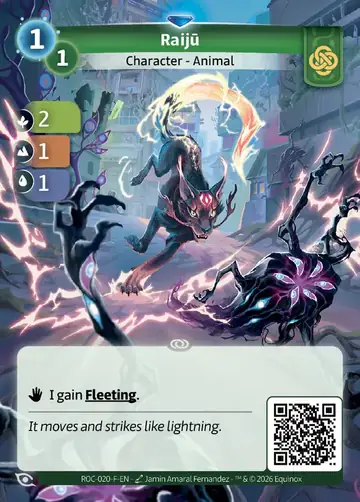 1
Raijū
1
Character - Animal
2
1
1
I gain Fleeting.
It moves and strikes like lightning.
ROC-020-F-EN - Jamin Amaral Fernandez - ™ & © 2026 Equinox